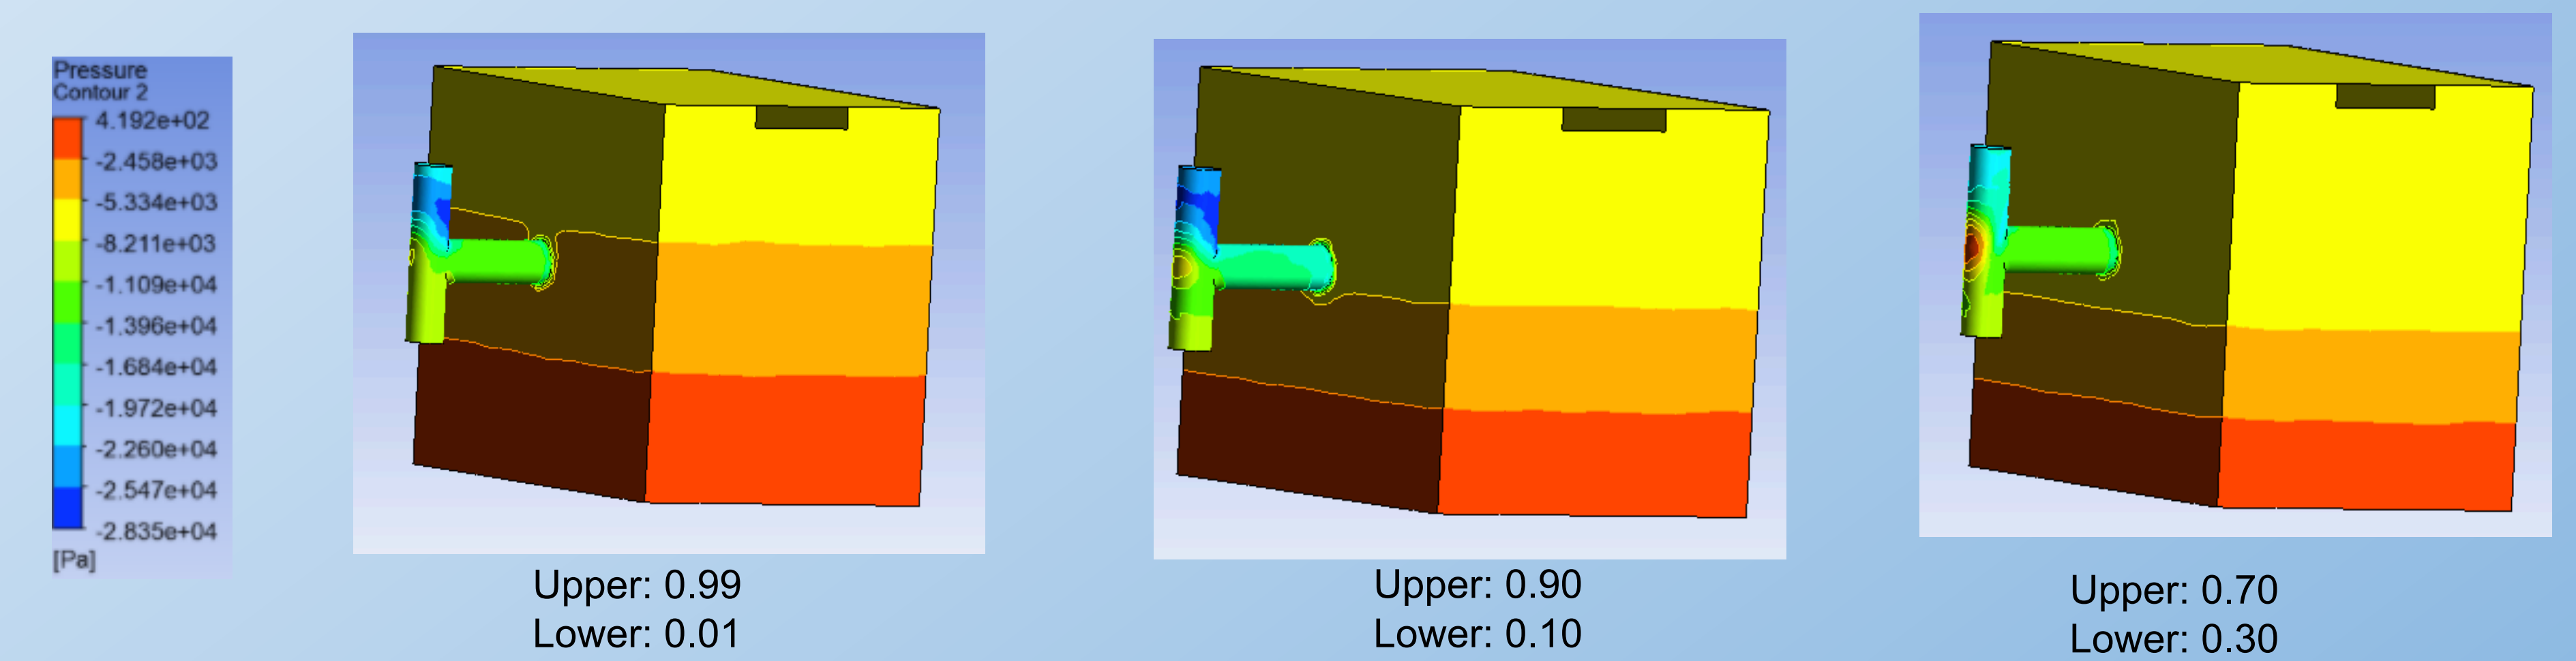 Pressure
Contour 2
4.192e+02
-2.458e+03
-5.334e+03
-8.211e+03
-1.109e+04
-1.396e+04
-1.684e+04
-1.972e+04
-2.260e+04
-2.547e+04
-2.835e+04
[Pa]
Upper: 0.99
Lower: 0.01
Upper: 0.90
Lower: 0.10
Upper: 0.70
Lower: 0.30